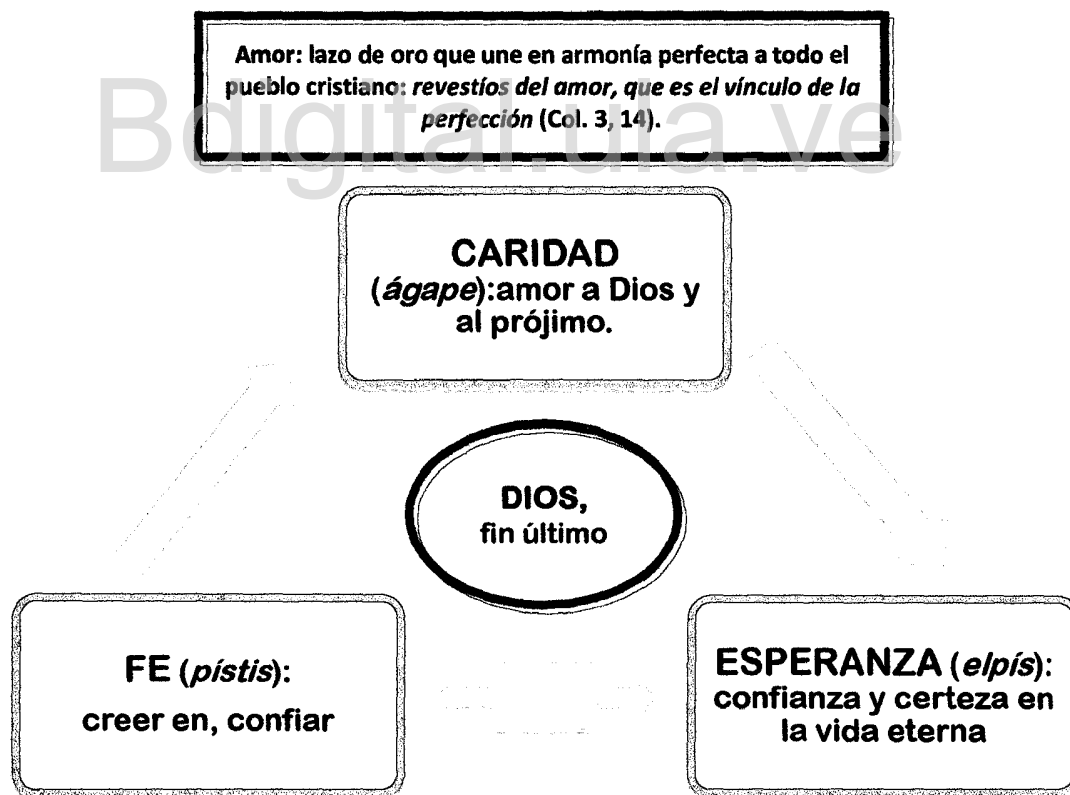 Amor: lazo de oro que une en armonía perfecta a todo el
pueblo cristiano: revestíos del amor, que es el vínculo de la
perfección (Col. 3, 14).
Bdigital.ula.ve
CARIDAD
(ágape):amor a Dios y
al prójimo.
DIOS,
fin último
FE (pístis):
creer en, confiar
ESPERANZA (elpís):
confianza y certeza en
la vida eterna